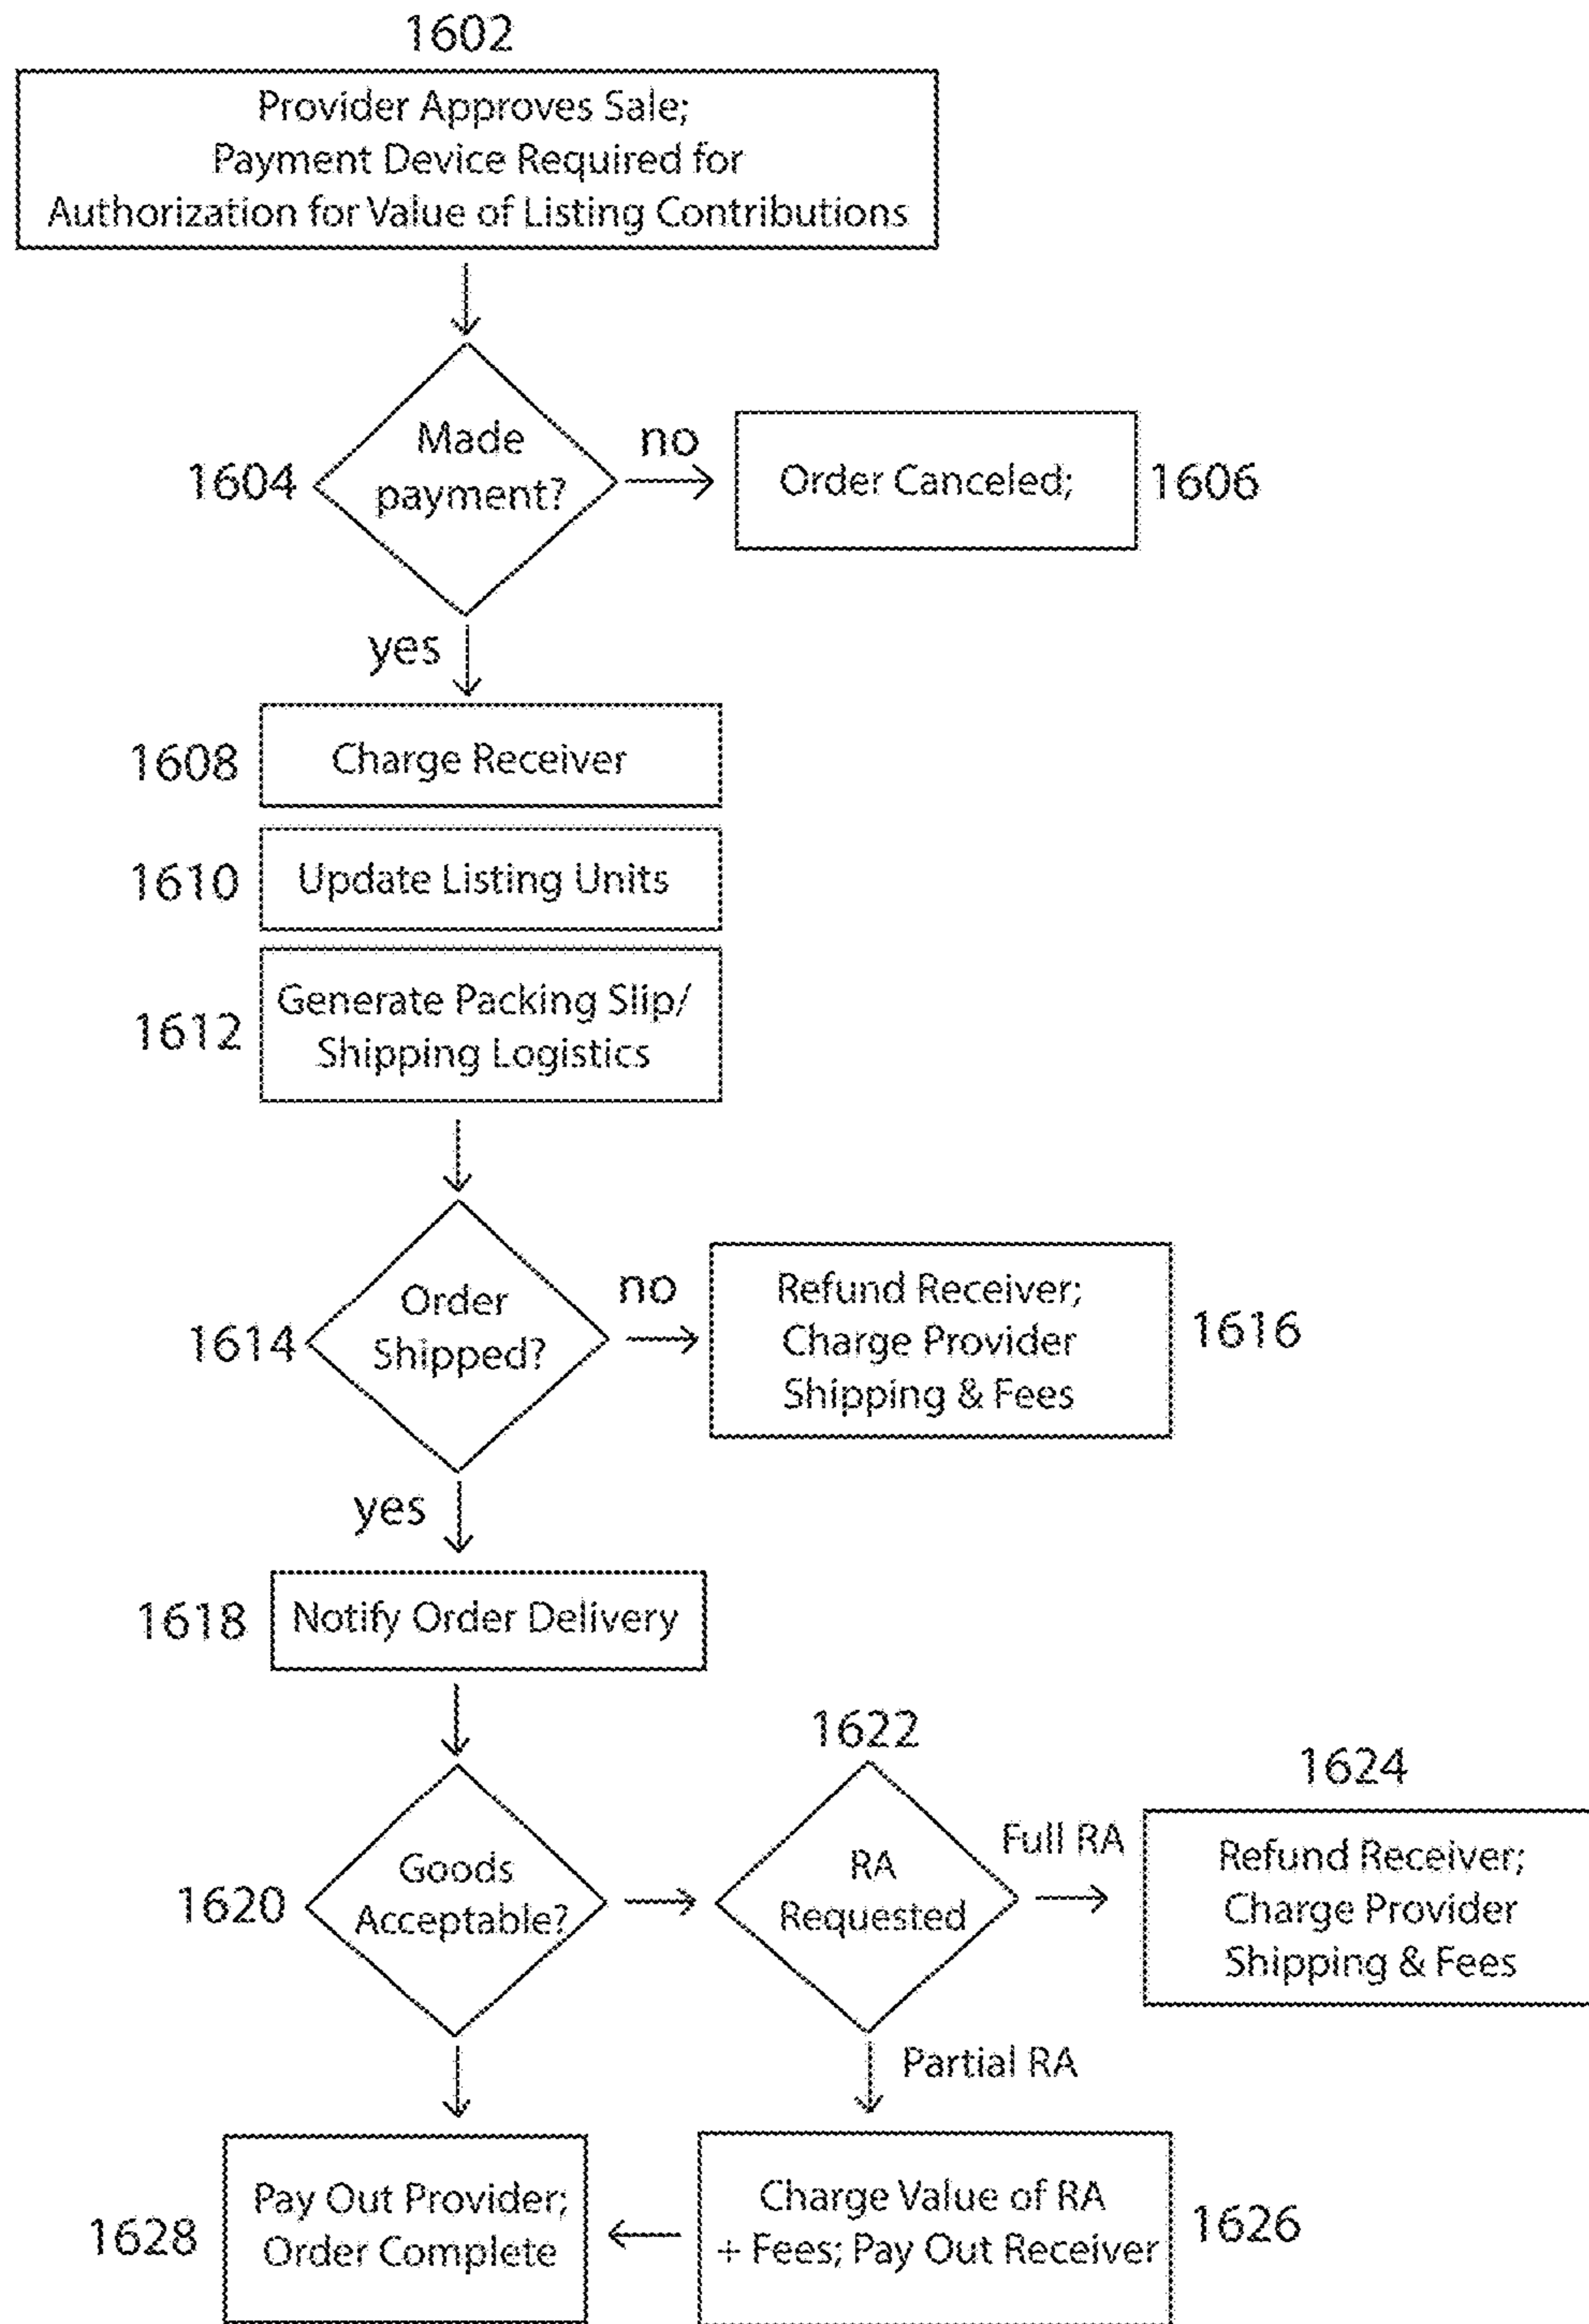 1602
Provider Approves Sale;
Payment Device Required for
Authorization for Value of Listing Contributions
1604
Made
payment?
no
Order Canceled;
1606
yes
1608
Charge Receiver
1610
Update Listing Units
1612
Generate Packing Slip/
Shipping Logistics
1614
Order
Shipped?
no
Refund Receiver;
Charge Provider
Shipping & Fees
1616
yes
1618
Notify Order Delivery
1620
Goods
Acceptable?
1622
RA
Requested
Full RA
1624
Refund Receiver;
Charge Provider
Shipping & Fees
Partial RA
1628
Pay Out Provider;
Order Complete
Charge Value of RA
+ Fees; Pay Out Receiver
1626